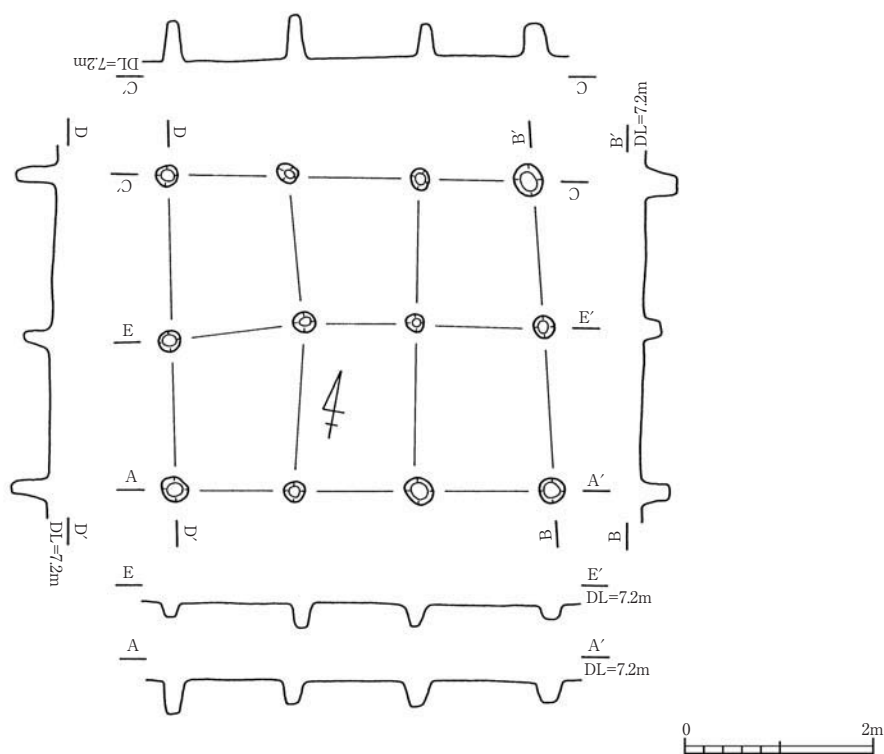 DL=7.2m
C′
C
D
D
B′
B′
DL=7.2m
C′
C
E
E′
A
A′
D′
DL=7.2m
D′
B
B
E
E′
DL=7.2m
A
A′
DL=7.2m
0
2m